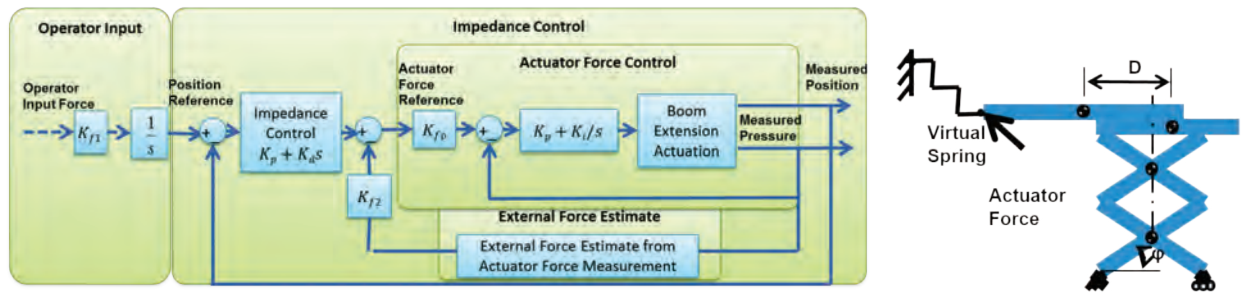 Operator Input
Impedance Control
Actuator Force Control
Operator
Input Force
Position
Reference
Actuator
Force
Reference
Measured
Position
K_{f1}
1/s
+
Impedance
Control
K_p + K_d s
+
K_{fp}
+
-
K_p + K_i/s
Boom
Extension
Actuation
Measured
Pressure
K_{f2}
External Force Estimate
External Force Estimate from
Actuator Force Measurement
D
Virtual
Spring
Actuator
Force
φ